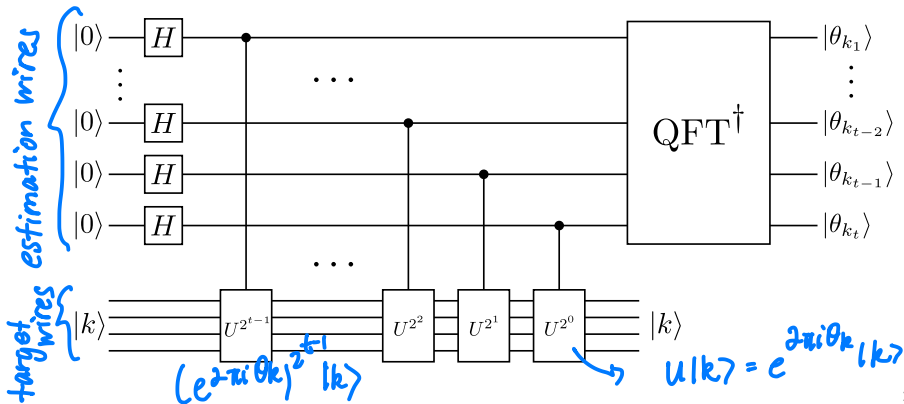 estimation wires
target wires
|0⟩ H |θ_{k_1}⟩
⋮ ⋯ ⋮
|0⟩ H |θ_{k_{t-2}}⟩
QFT†
|0⟩ H |θ_{k_{t-1}}⟩
|0⟩ H |θ_{k_t}⟩
⋯
|k⟩ U^{2^{t-1}} U^{2^2} U^{2^1} U^{2^0} |k⟩
(e^{2πiθ_k})^{2^{t-1}} |k⟩
U|k⟩ = e^{2πiθ_k} |k⟩